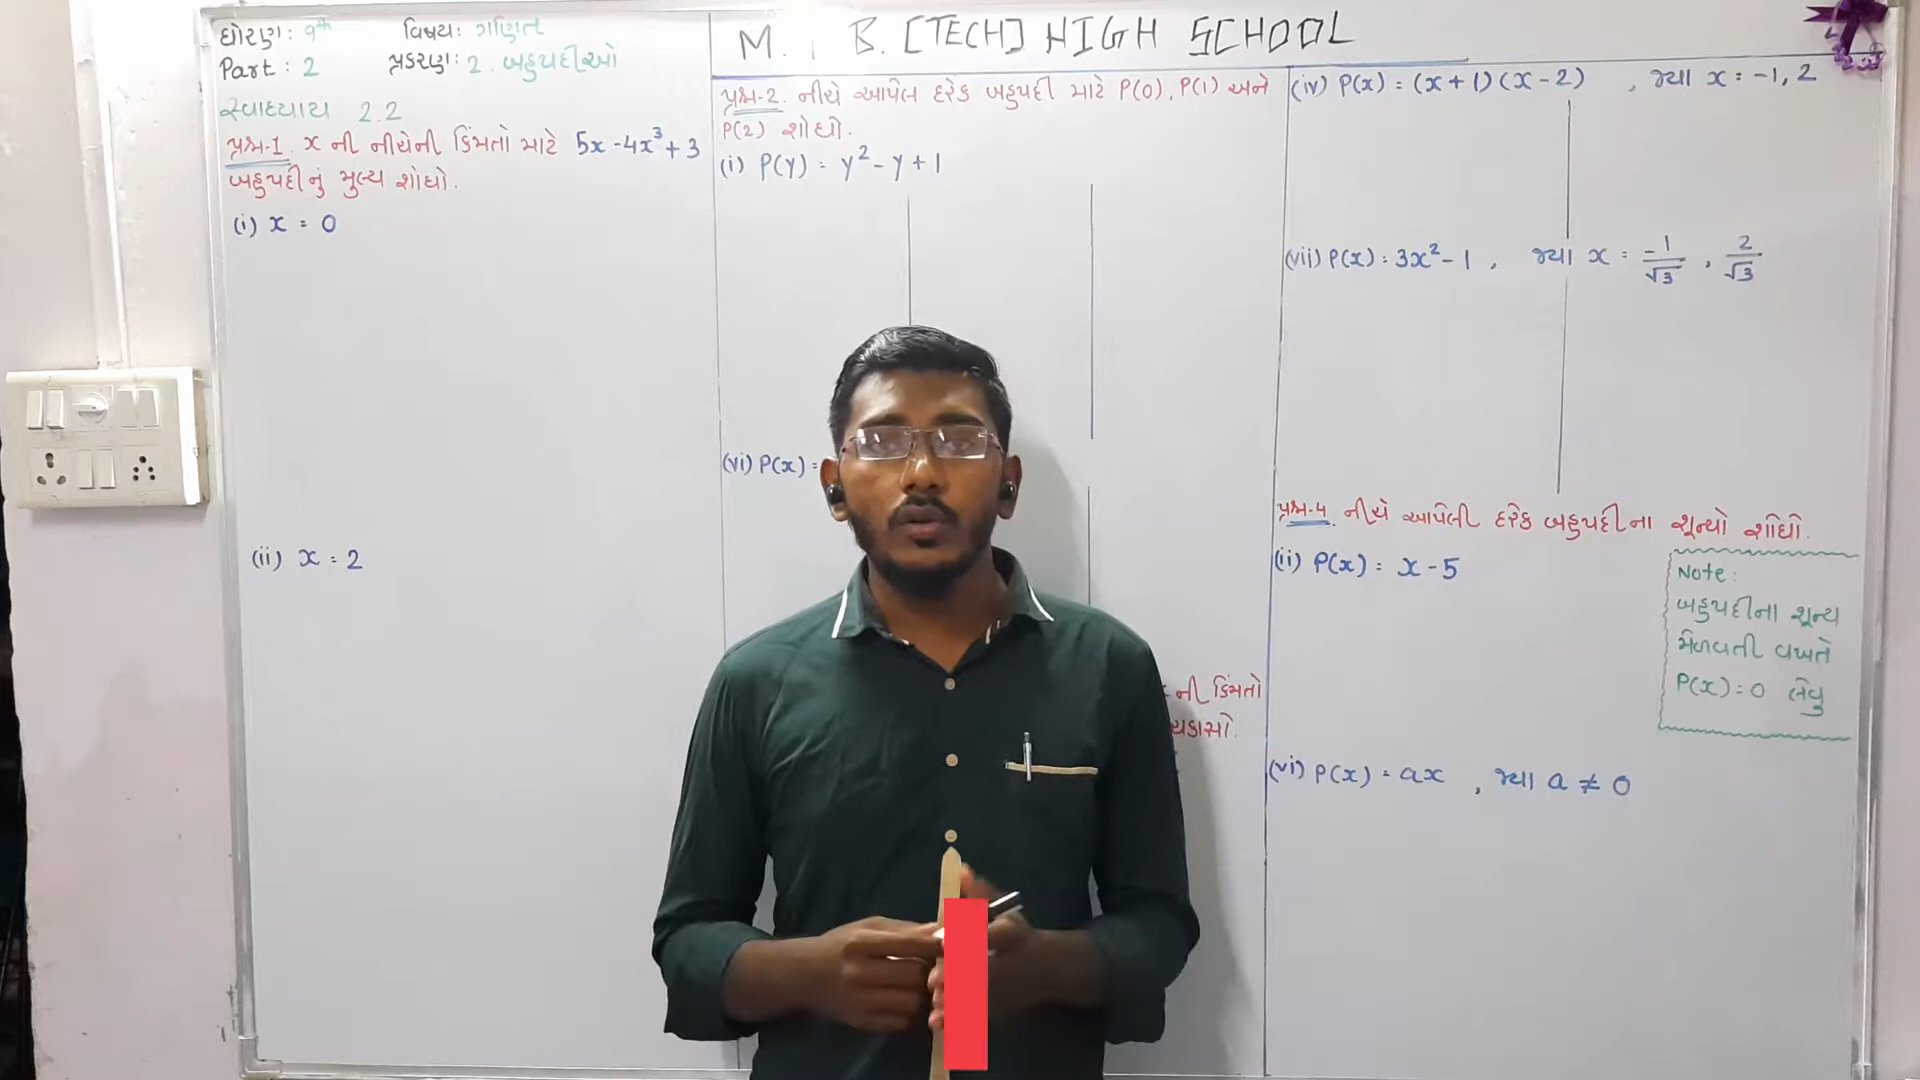 M. B. [TECH] HIGH SCHOOL
ધોરણ: 9th વિષય: ગણિત
Part: 2 પ્રકરણ: 2. બહુપદીઓ
સ્વાધ્યાય 2.2
પ્રશ્ન-1. x ની નીચેની કિંમતો માટે 5x - 4x³ + 3
બહુપદીનું મુલ્ય શોધો.
(i) x = 0
(ii) x = 2
પ્રશ્ન-2. નીચે આપેલ દરેક બહુપદી માટે P(0), P(1) અને
P(2) શોધો.
(i) P(y) = y² - y + 1
(vi) P(x) =
ની કિંમતો
ચકાસો.
(iv) P(x) = (x+1)(x-2) , જ્યા x = -1, 2
(vii) P(x) = 3x² - 1 , જ્યા x = -1/√3 , 2/√3
પ્રશ્ન-4. નીચે આપેલી દરેક બહુપદીના શૂન્યો શોધો.
(ii) P(x) = x - 5
Note:
બહુપદીના શૂન્ય
મેળવતી વખતે
P(x) = 0 લેવુ
(vi) P(x) = ax , જ્યા a ≠ 0